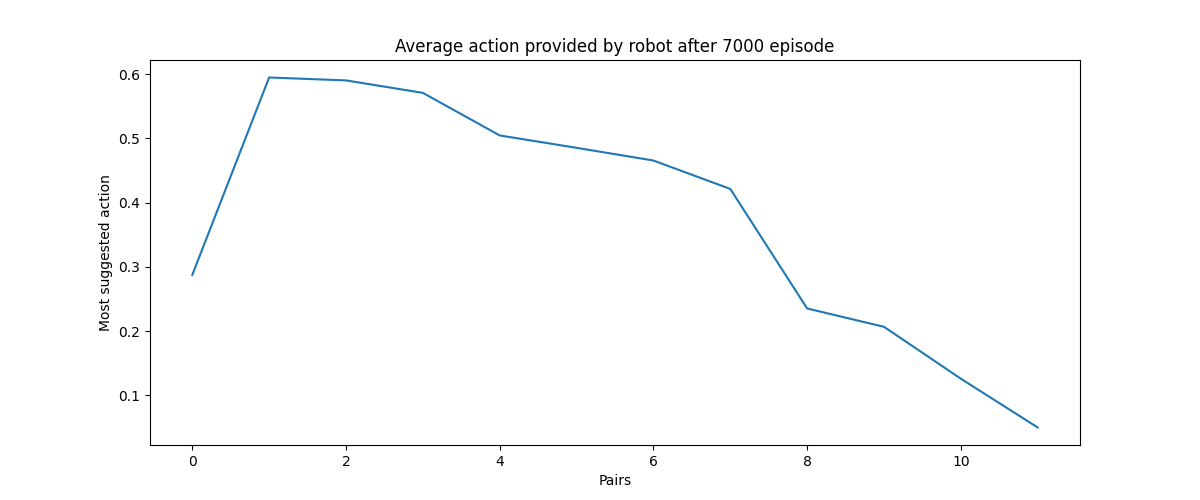 Average action provided by robot after 7000 episode
0.6
0.5
0.4
0.3
0.2
0.1
Most suggested action
0 2 4 6 8 10
Pairs